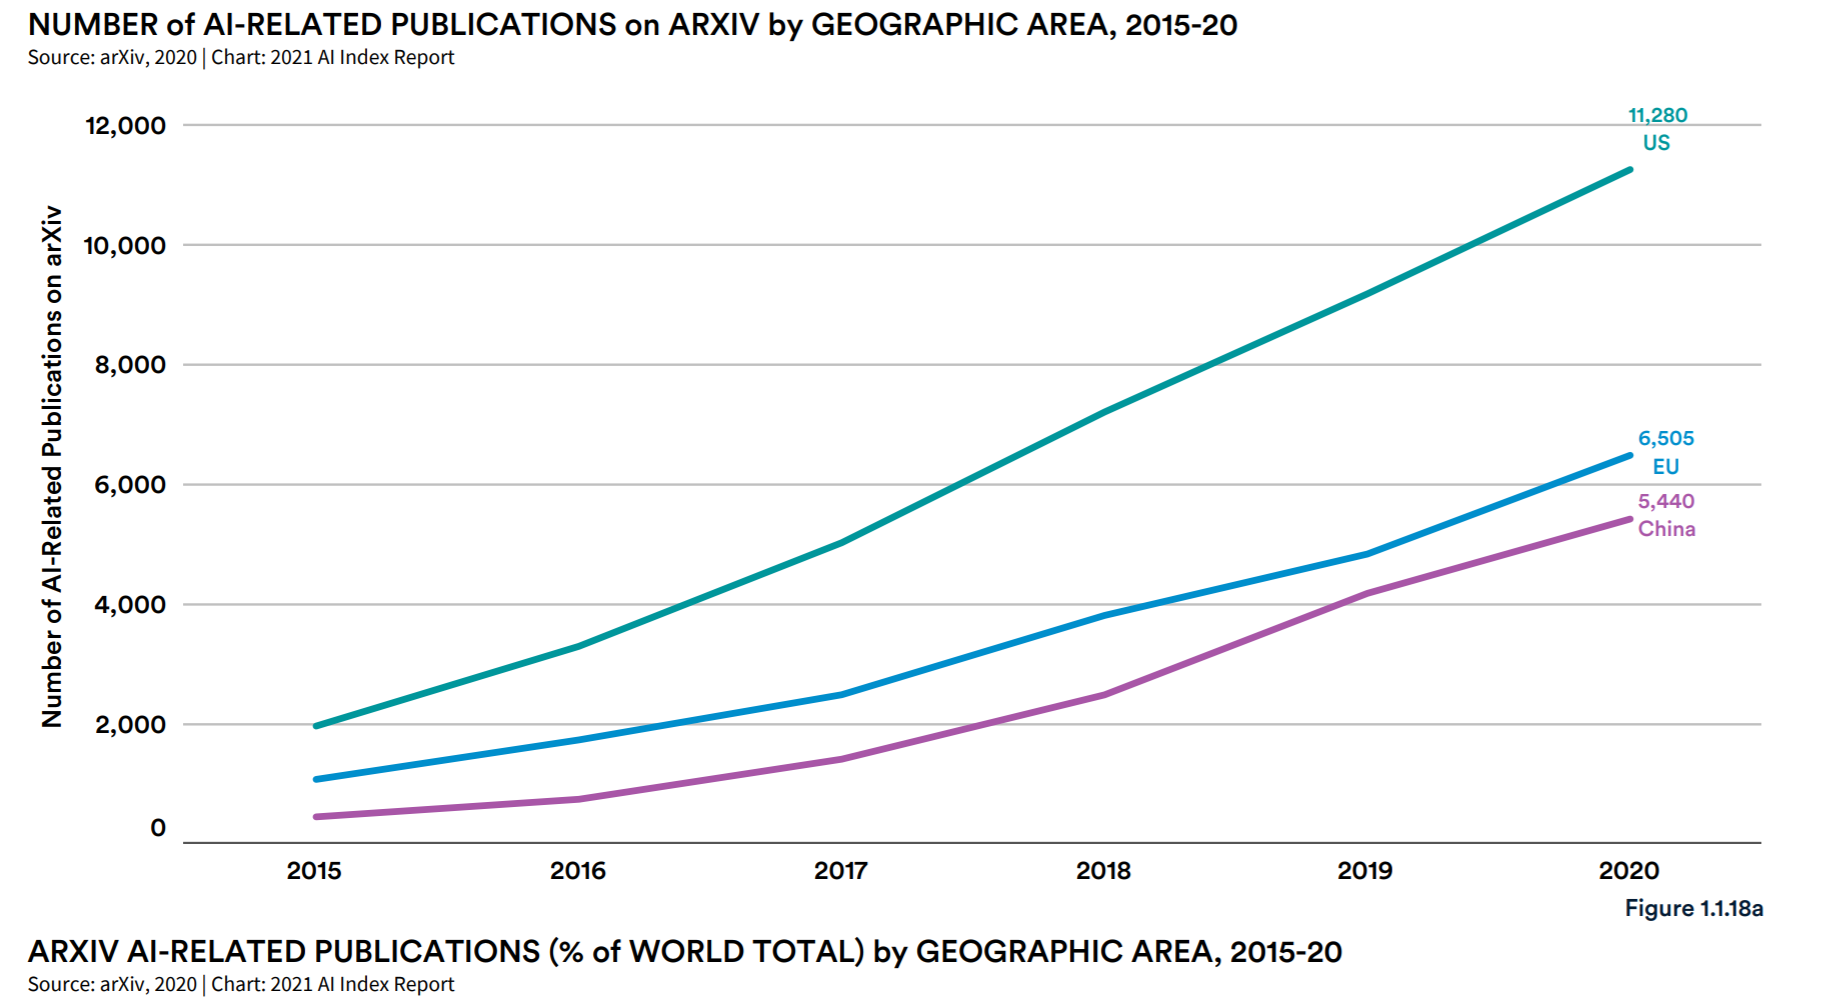 NUMBER of AI-RELATED PUBLICATIONS on ARXIV by GEOGRAPHIC AREA, 2015-20
Source: arXiv, 2020 | Chart: 2021 AI Index Report
Number of AI-Related Publications on arXiv
12,000
10,000
8,000
6,000
4,000
2,000
0
11,280
US
6,505
EU
5,440
China
2015 2016 2017 2018 2019 2020
Figure 1.1.18a
ARXIV AI-RELATED PUBLICATIONS (% of WORLD TOTAL) by GEOGRAPHIC AREA, 2015-20
Source: arXiv, 2020 | Chart: 2021 AI Index Report